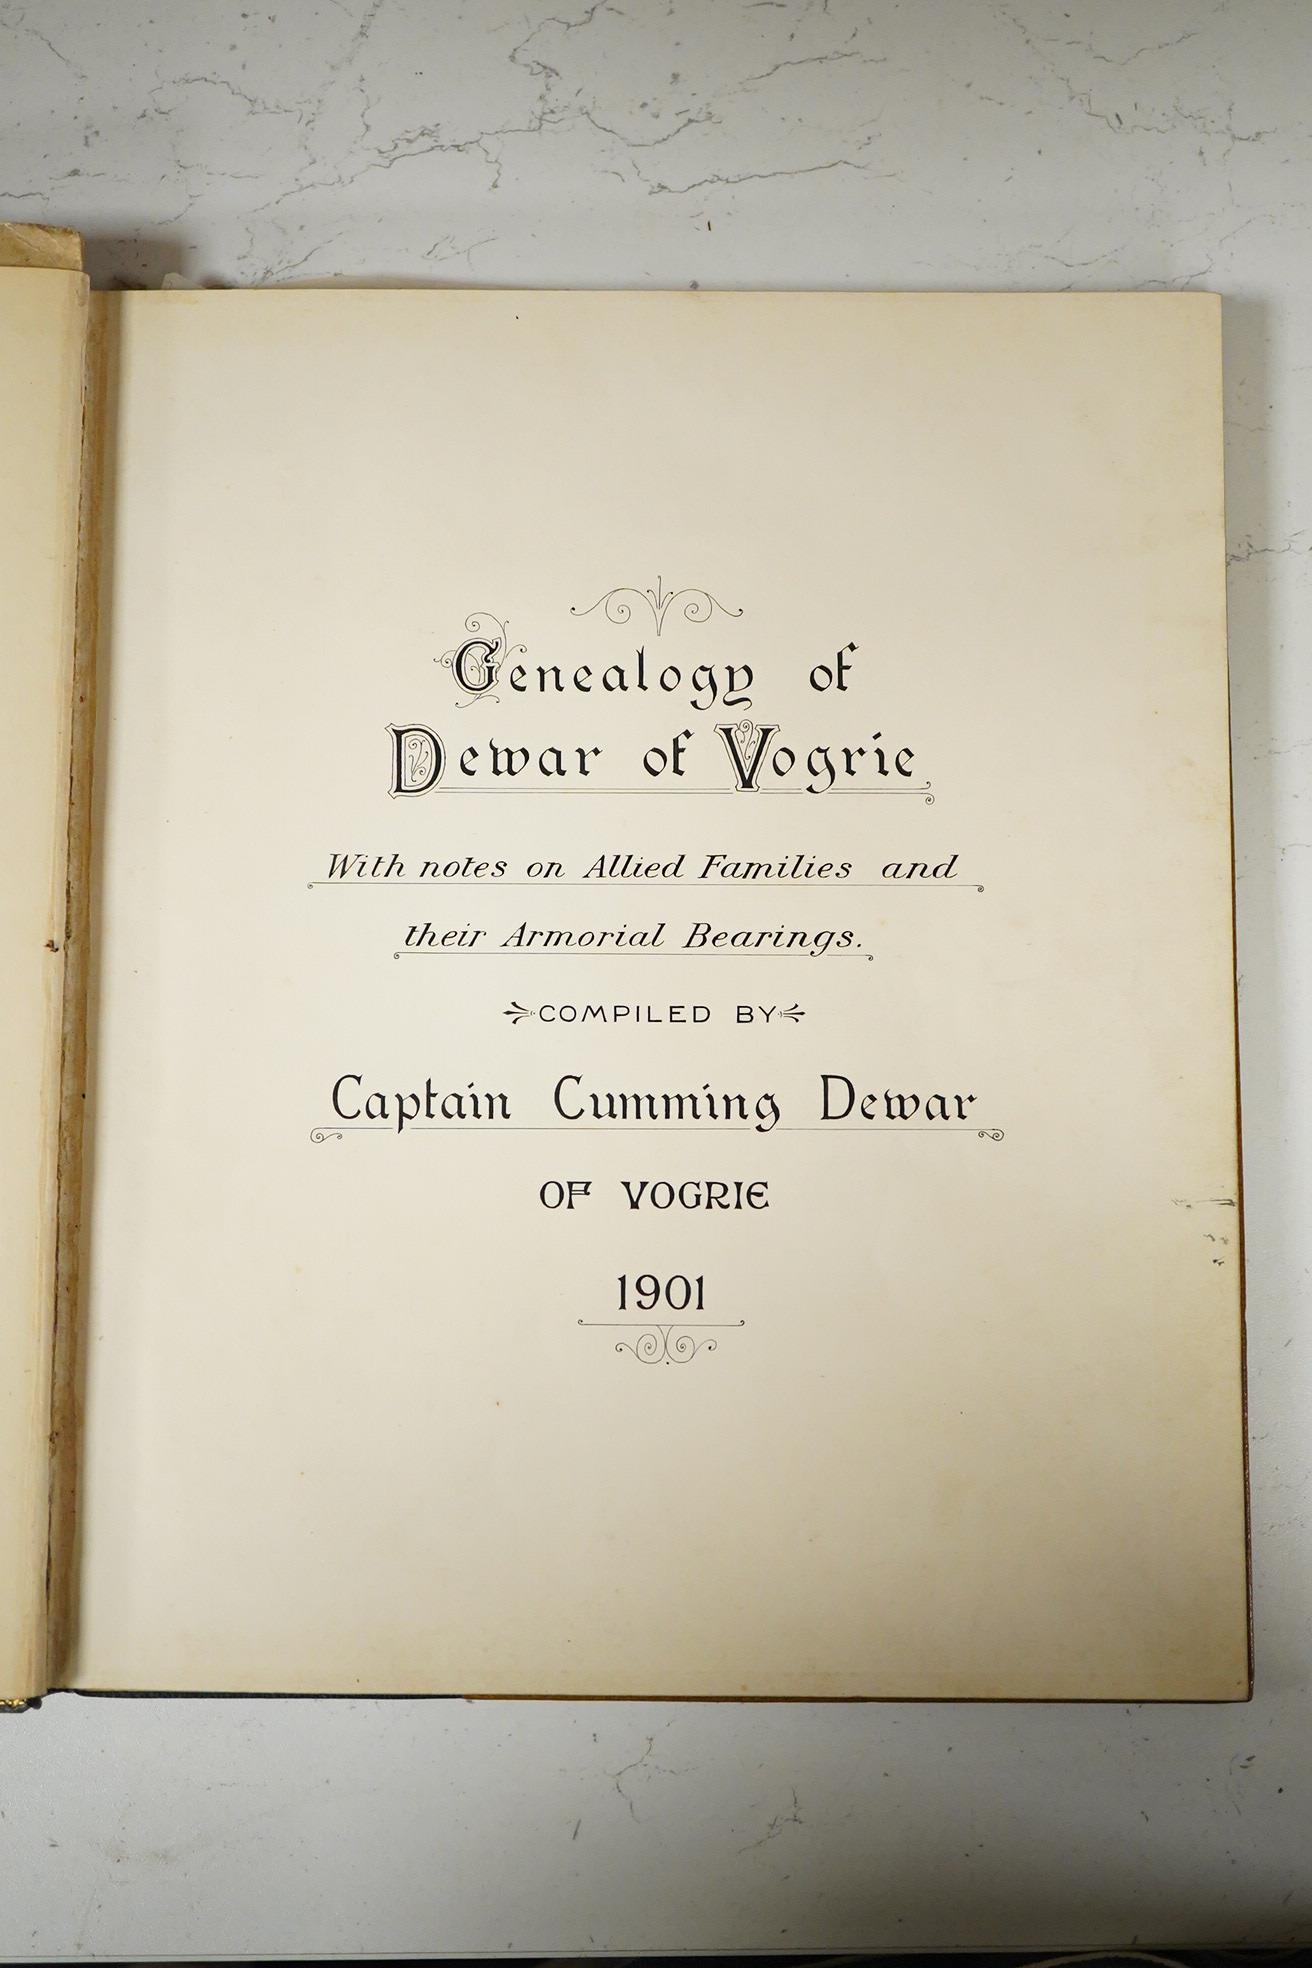 Genealogy of
Dewar of Vogrie
With notes on Allied Families and
their Armorial Bearings.
COMPILED BY
Captain Cumming Dewar
OF VOGRIE
1901